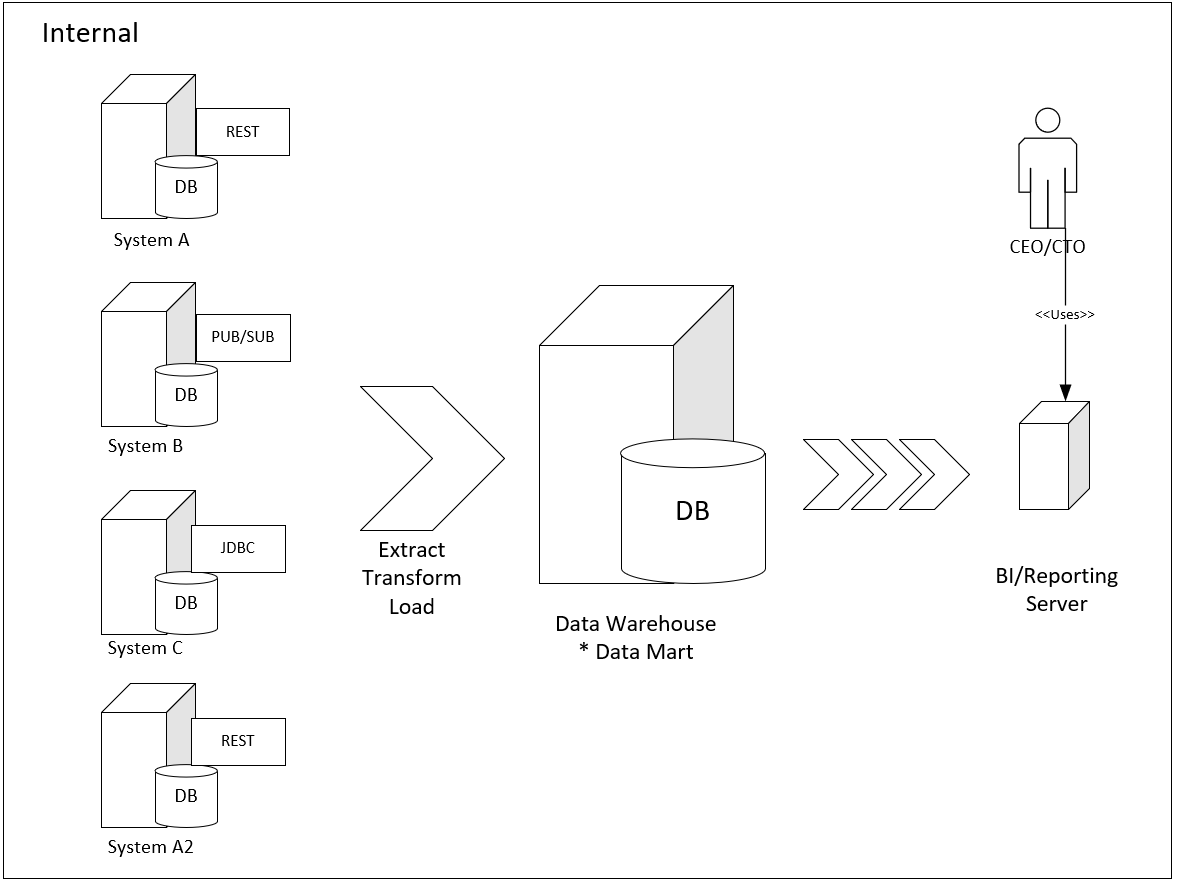 Internal
REST
DB
System A
PUB/SUB
DB
System B
JDBC
DB
System C
REST
DB
System A2
Extract
Transform
Load
DB
Data Warehouse
* Data Mart
CEO/CTO
<<Uses>>
BI/Reporting
Server